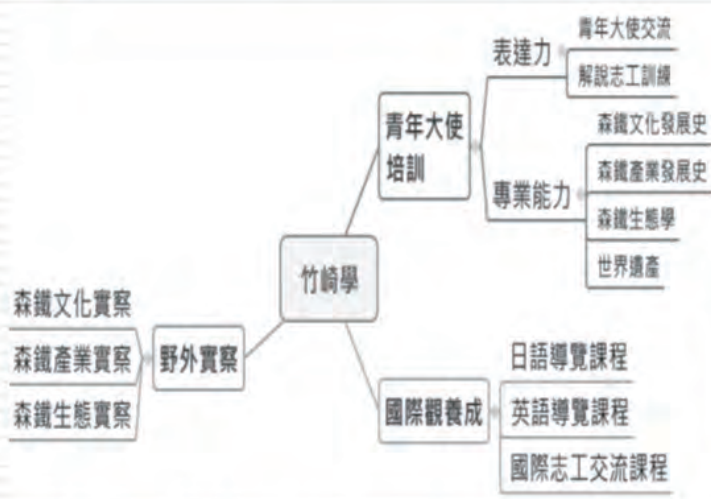 竹崎學
青年大使
培訓
表達力
青年大使交流
解說志工訓練
專業能力
森鐵文化發展史
森鐵產業發展史
森鐵生態學
世界遺產
國際觀養成
日語導覽課程
英語導覽課程
國際志工交流課程
野外實察
森鐵文化實察
森鐵產業實察
森鐵生態實察